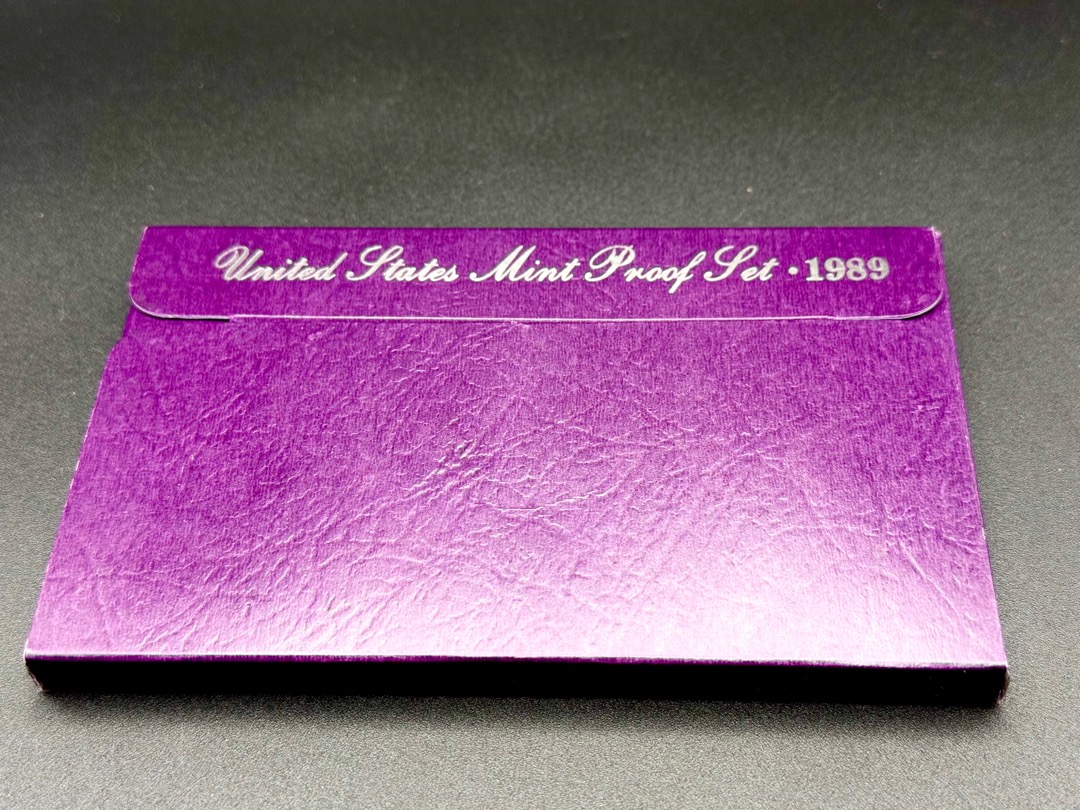 United States Mint Proof Set • 1989